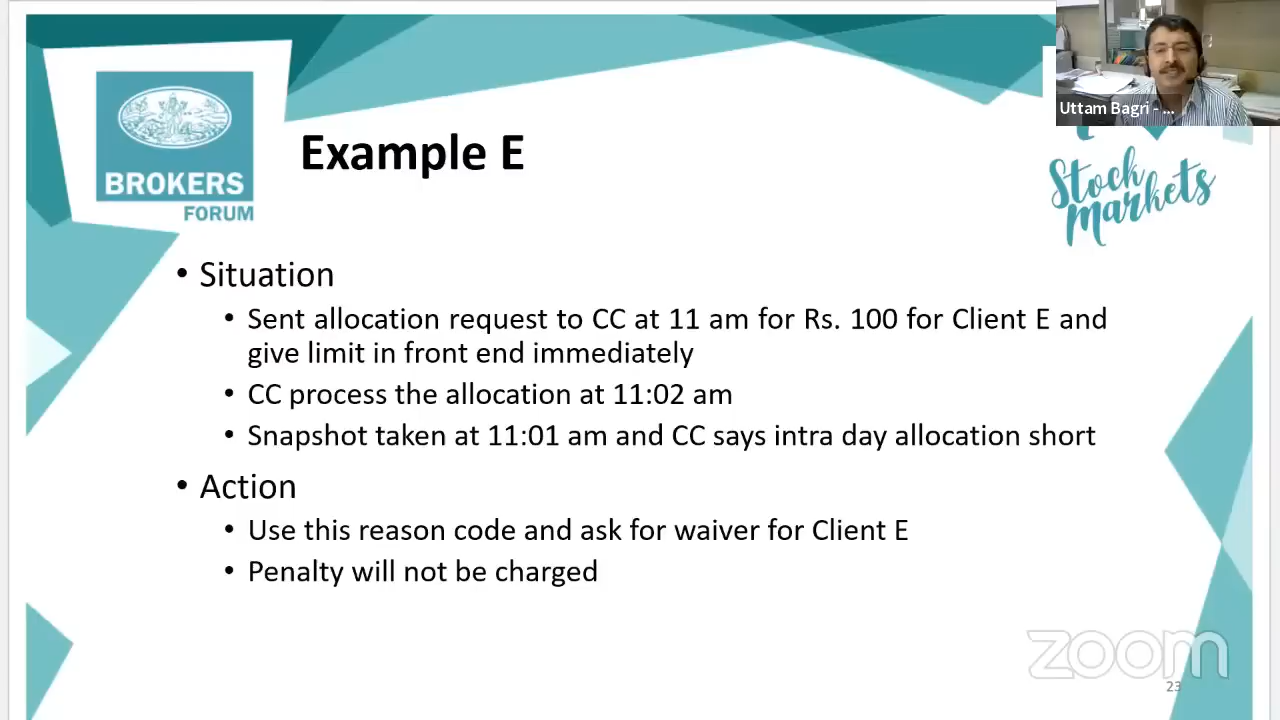 Uttam Bagri - ...
BROKERS
FORUM
Example E
Stock
markets
• Situation
• Sent allocation request to CC at 11 am for Rs. 100 for Client E and
give limit in front end immediately
• CC process the allocation at 11:02 am
• Snapshot taken at 11:01 am and CC says intra day allocation short
• Action
• Use this reason code and ask for waiver for Client E
• Penalty will not be charged
zoom
23